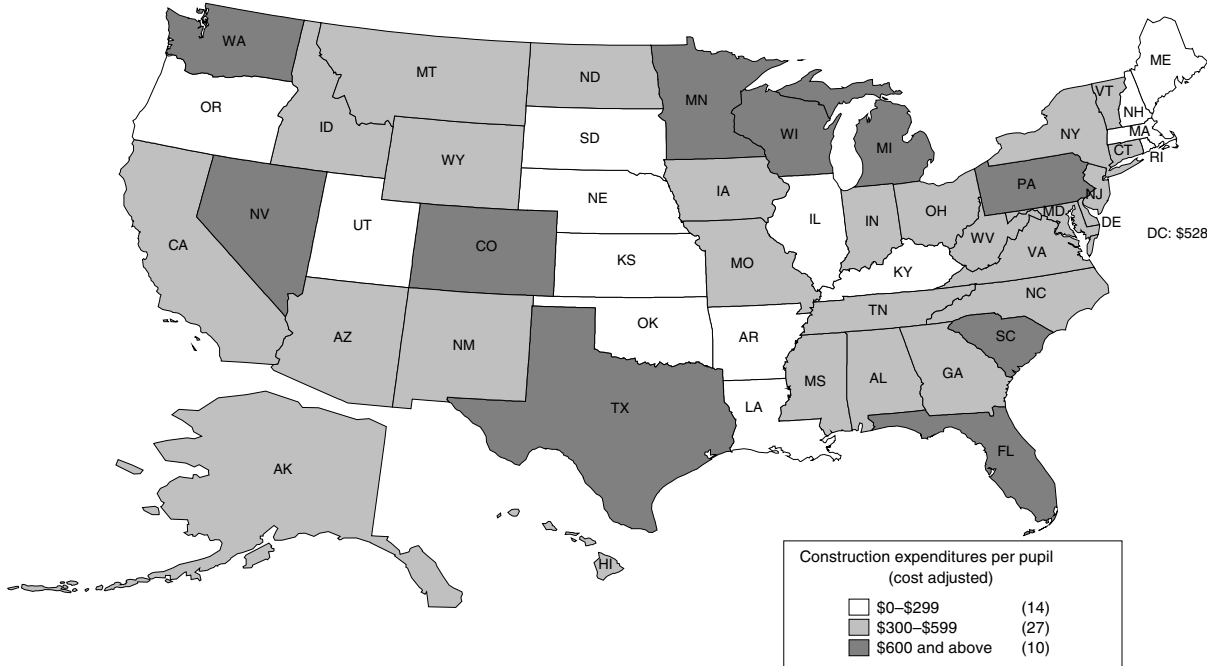 WA
ME
MT
ND
VT
MN
OR
NH
ID
WI
NY
MA
SD
MI
CT
RI
WY
IA
PA
NE
NJ
NV
OH
IL
IN
MD
UT
DE
DC: $528
CA
CO
WV
VA
KS
MO
KY
NC
TN
OK
AZ
NM
AR
SC
MS
AL
GA
TX
LA
FL
AK
HI
Construction expenditures per pupil
(cost adjusted)
$0–$299 (14)
$300–$599 (27)
$600 and above (10)